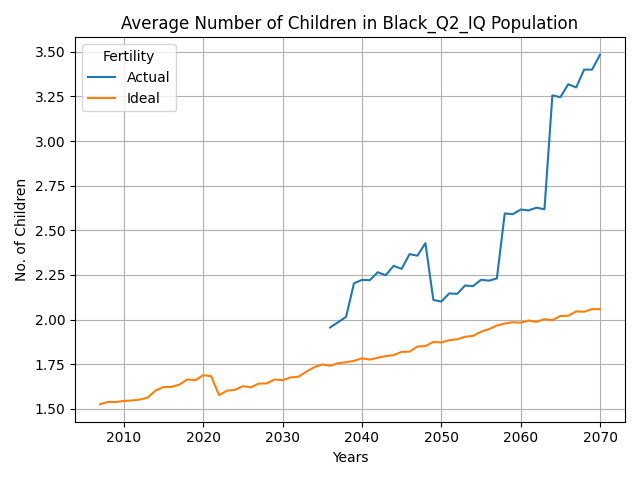 Average Number of Children in Black_Q2_IQ Population
Fertility
Actual
Ideal
No. of Children
3.50
3.25
3.00
2.75
2.50
2.25
2.00
1.75
1.50
2010 2020 2030 2040 2050 2060 2070
Years